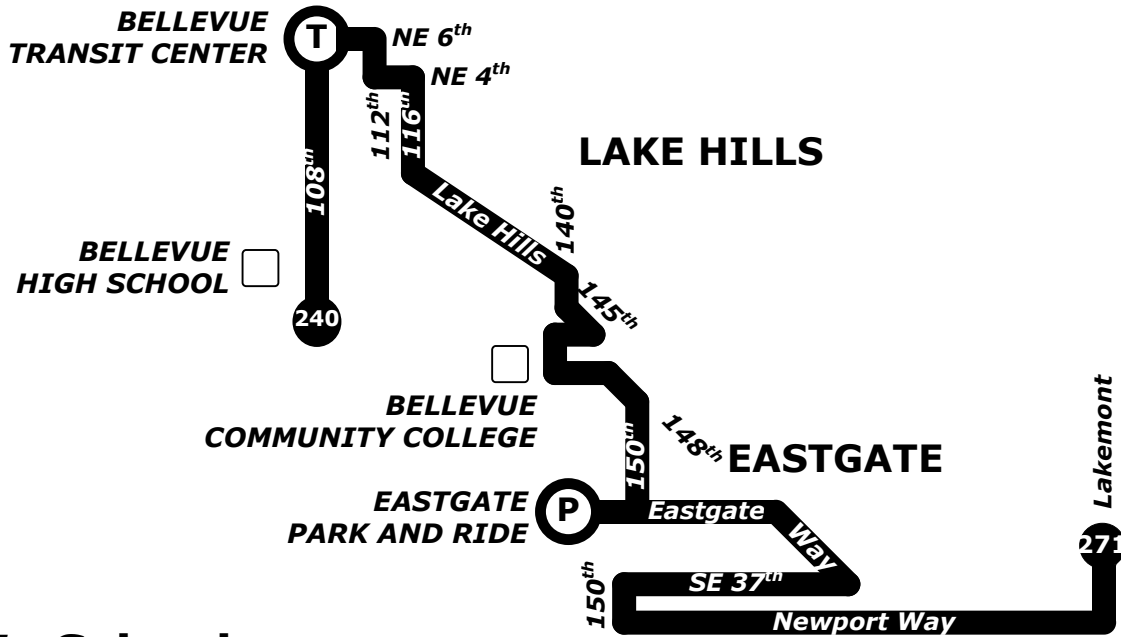 BELLEVUE
TRANSIT CENTER
T
NE 6th
NE 4th
112th
116th
108th
LAKE HILLS
Lake Hills
140th
BELLEVUE
HIGH SCHOOL
240
145th
BELLEVUE
COMMUNITY COLLEGE
150th
148th
EASTGATE
Lakemont
EASTGATE
PARK AND RIDE
P
Eastgate
Way
271
150th
SE 37th
Newport Way